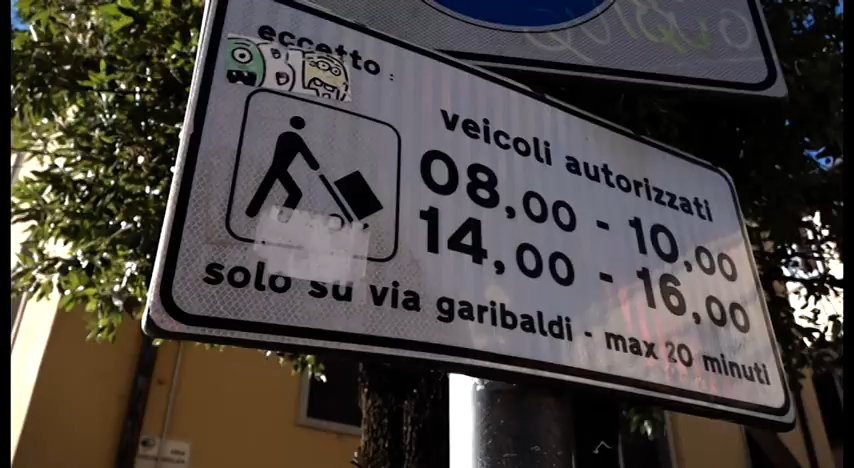 eccetto:
veicoli autorizzati
08,00 - 10,00
14,00 - 16,00
solo su via garibaldi - max 20 minuti